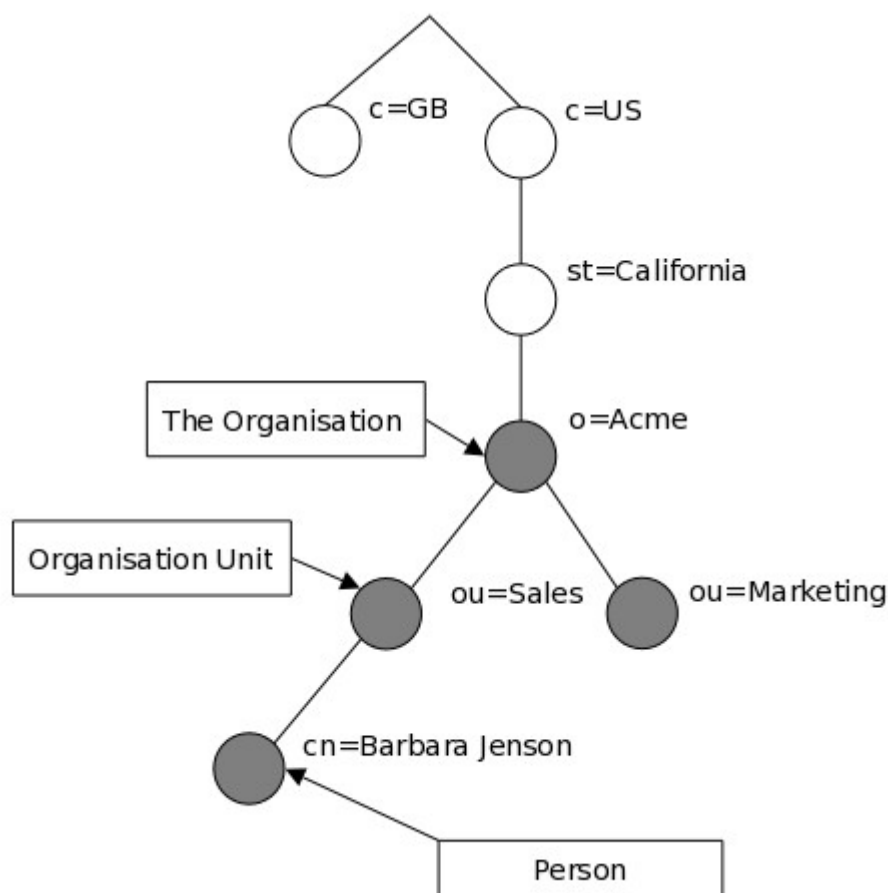 c=GB
c=US
st=California
The Organisation
o=Acme
Organisation Unit
ou=Sales
ou=Marketing
cn=Barbara Jenson
Person